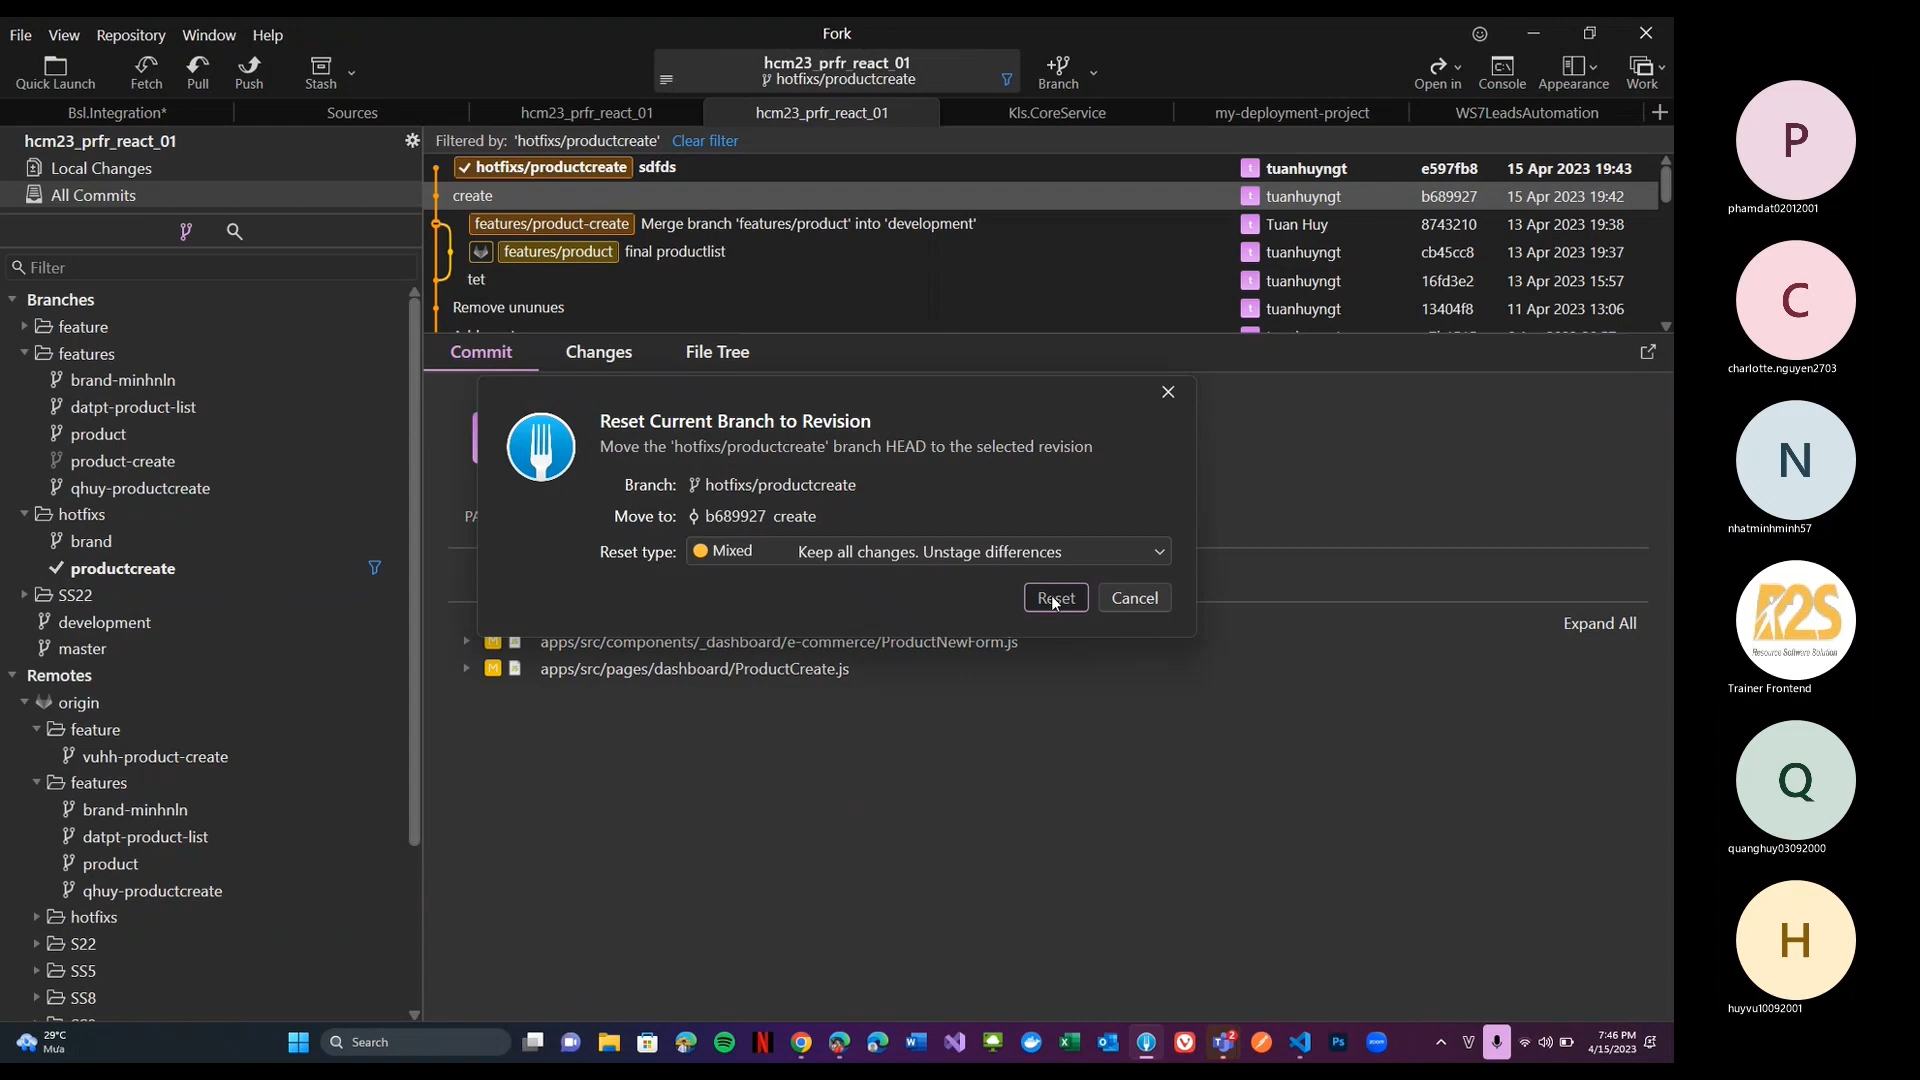 File View Repository Window Help
Fork
Quick Launch
Fetch
Pull
Push
Stash
hcm23_prfr_react_01
hotfixs/productcreate
Branch
Open in
Console
Appearance
Work
Bsl.Integration*
Sources
hcm23_prfr_react_01
hcm23_prfr_react_01
Kls.CoreService
my-deployment-project
WS7LeadsAutomation
hcm23_prfr_react_01
Local Changes
All Commits
Filter
Branches
feature
features
brand-minhnln
datpt-product-list
product
product-create
qhuy-productcreate
hotfixs
brand
productcreate
SS22
development
master
Remotes
origin
feature
vuhh-product-create
features
brand-minhnln
datpt-product-list
product
qhuy-productcreate
hotfixs
S22
SS5
SS8
Filtered by: 'hotfixs/productcreate' Clear filter
hotfixs/productcreate sdfds t tuanhuyngt e597fb8 15 Apr 2023 19:43
create t tuanhuyngt b689927 15 Apr 2023 19:42
features/product-create Merge branch 'features/product' into 'development' t Tuan Huy 8743210 13 Apr 2023 19:38
features/product final productlist t tuanhuyngt cb45cc8 13 Apr 2023 19:37
tet t tuanhuyngt 16fd3e2 13 Apr 2023 15:57
Remove ununues t tuanhuyngt 13404f8 11 Apr 2023 13:06
Commit Changes File Tree
Reset Current Branch to Revision
Move the 'hotfixs/productcreate' branch HEAD to the selected revision
Branch: hotfixs/productcreate
Move to: b689927 create
Reset type: Mixed Keep all changes. Unstage differences
Reset Cancel
PA
Expand All
M apps/src/components/_dashboard/e-commerce/ProductNewForm.js
M apps/src/pages/dashboard/ProductCreate.js
P
phamdat02012001
C
charlotte.nguyen2703
N
nhatminhminh57
R2S
Resource Software Solution
Trainer Frontend
Q
quanghuy03092000
H
huyvu10092001
29°C
Mưa
Search
7:46 PM
4/15/2023